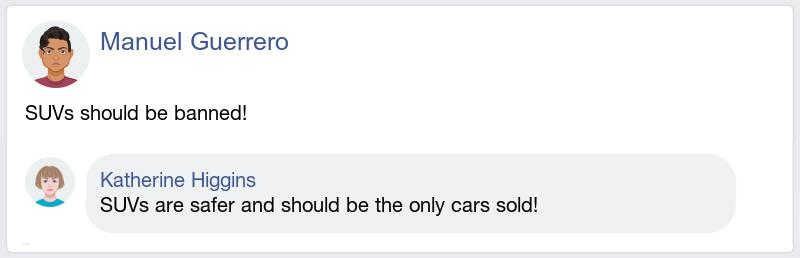 Manuel Guerrero
SUVs should be banned!
Katherine Higgins
SUVs are safer and should be the only cars sold!